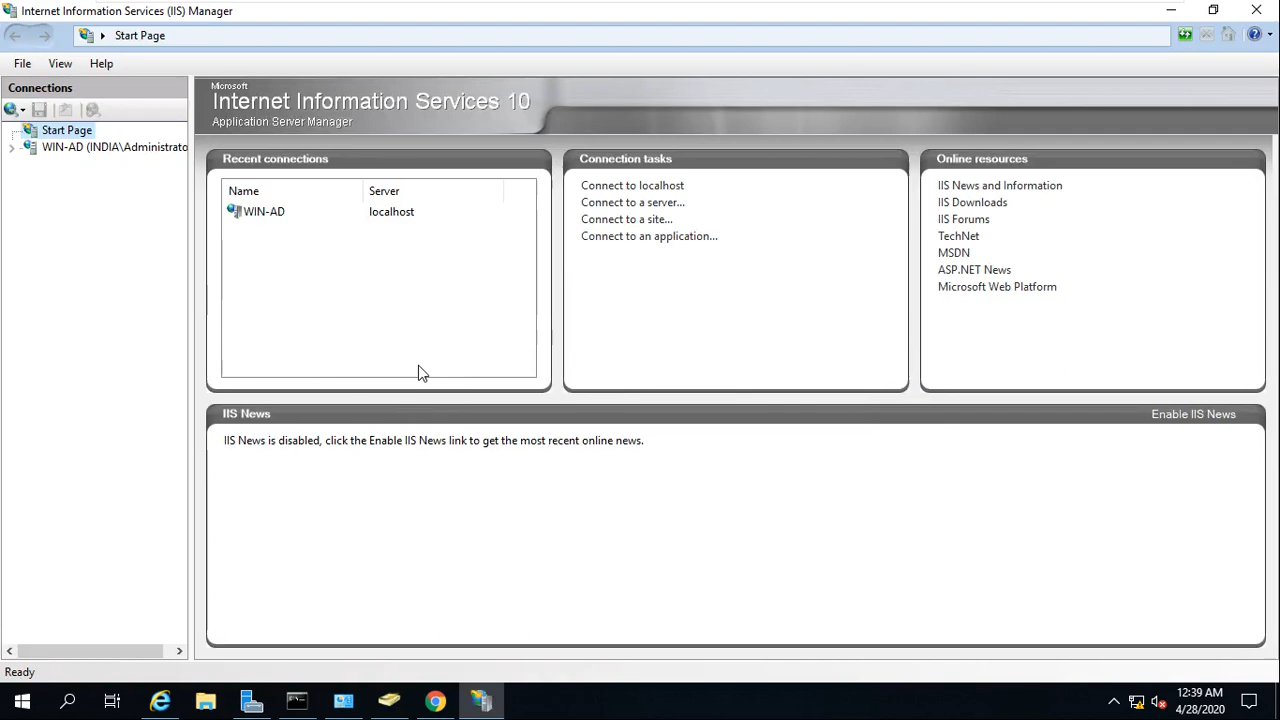 Internet Information Services (IIS) Manager
Start Page
File View Help
Connections
Start Page
WIN-AD (INDIA\Administrato
Microsoft
Internet Information Services 10
Application Server Manager
Recent connections
Name Server
WIN-AD localhost
Connection tasks
Connect to localhost
Connect to a server...
Connect to a site...
Connect to an application...
Online resources
IIS News and Information
IIS Downloads
IIS Forums
TechNet
MSDN
ASP.NET News
Microsoft Web Platform
IIS News Enable IIS News
IIS News is disabled, click the Enable IIS News link to get the most recent online news.
Ready
12:39 AM
4/28/2020